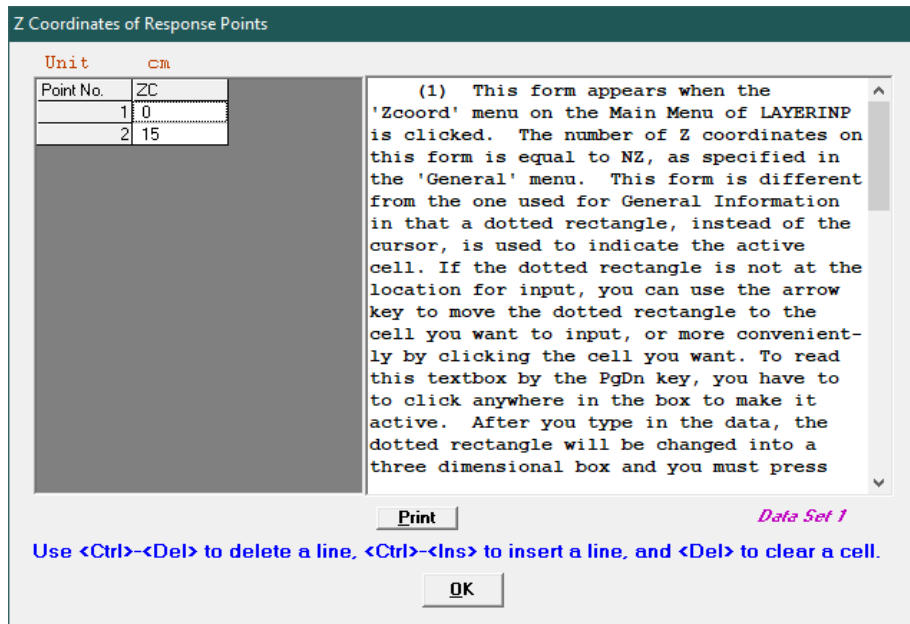 Z Coordinates of Response Points
Unit cm
Point No. ZC
1 0
2 15
(1) This form appears when the
'Zcoord' menu on the Main Menu of LAYERINP
is clicked. The number of Z coordinates on
this form is equal to NZ, as specified in
the 'General' menu. This form is different
from the one used for General Information
in that a dotted rectangle, instead of the
cursor, is used to indicate the active
cell. If the dotted rectangle is not at the
location for input, you can use the arrow
key to move the dotted rectangle to the
cell you want to input, or more convenient-
ly by clicking the cell you want. To read
this textbox by the PgDn key, you have to
to click anywhere in the box to make it
active. After you type in the data, the
dotted rectangle will be changed into a
three dimensional box and you must press
Print
Data Set 1
Use <Ctrl>-<Del> to delete a line, <Ctrl>-<Ins> to insert a line, and <Del> to clear a cell.
OK